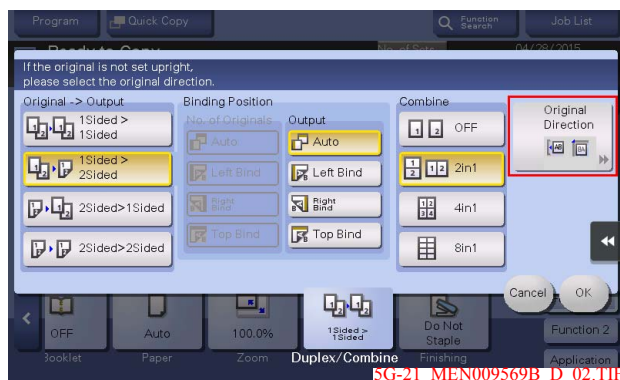 Program
Quick Copy
Function Search
Job List
Ready to Copy
No. of Sets
04/28/2015
If the original is not set upright,
please select the original direction.
Original -> Output
Binding Position
Combine
Original
Direction
No. of Originals
Output
1Sided >
1Sided
Auto
Auto
OFF
1Sided >
2Sided
Left Bind
Left Bind
2in1
2Sided>1Sided
Right
Bind
Right
Bind
4in1
2Sided>2Sided
Top Bind
Top Bind
8in1
Cancel
OK
OFF
Auto
100.0%
1Sided >
1Sided
Do Not
Staple
Function 2
Booklet
Paper
Zoom
Duplex/Combine
Finishing
Application
5G-21_MEN009569B_D_02.TIF